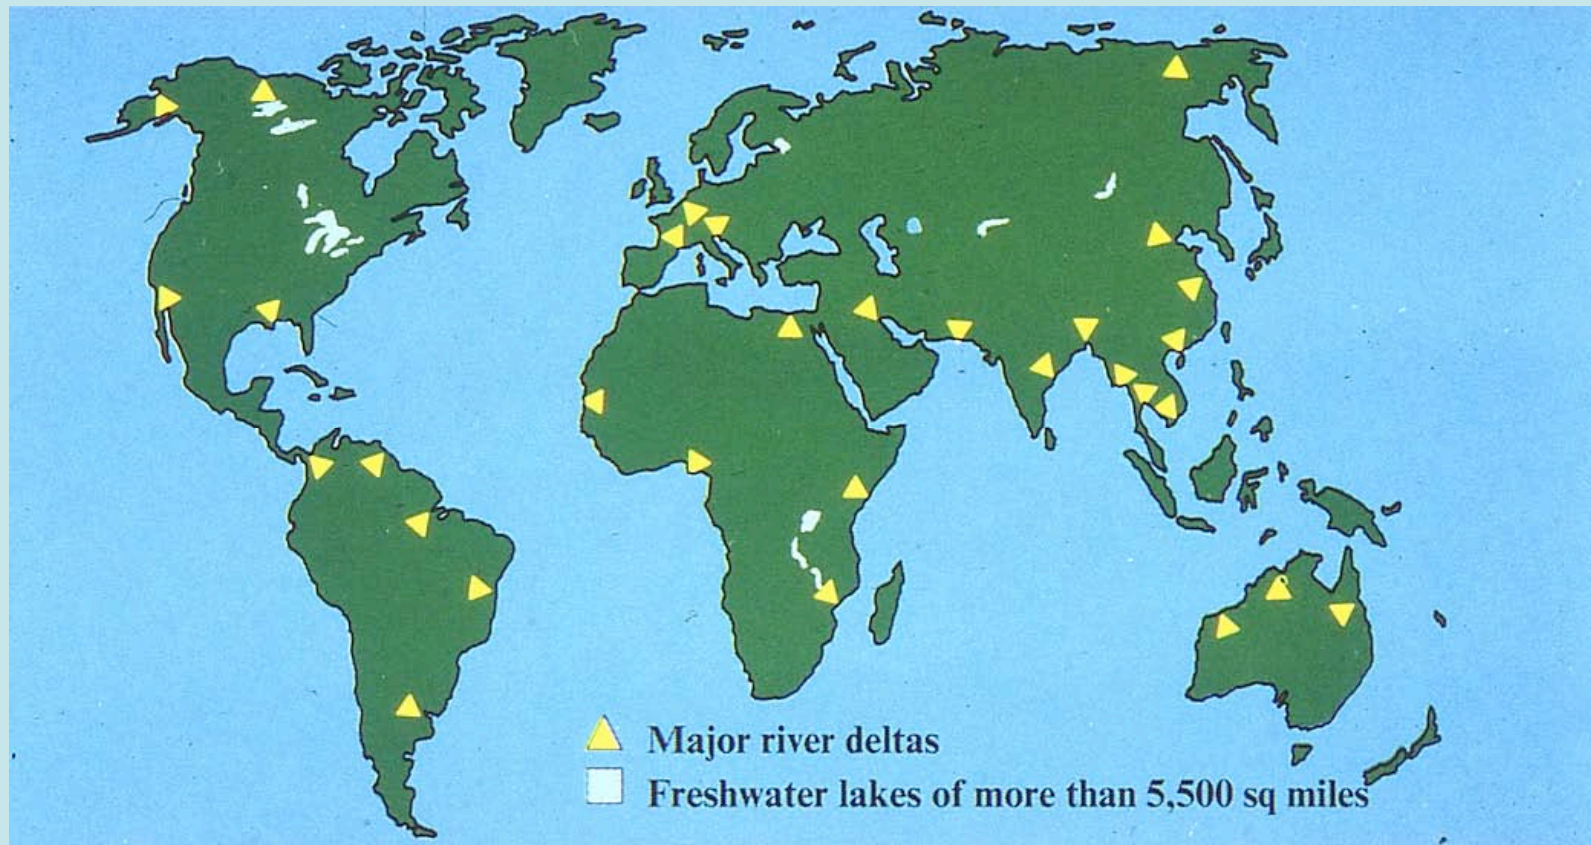 Major river deltas
Freshwater lakes of more than 5,500 sq miles